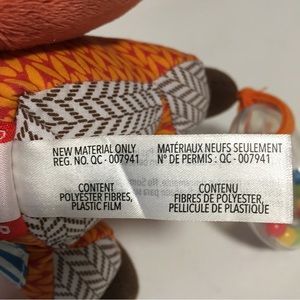 NEW MATERIAL ONLY
REG. NO. QC - 007941
MATÉRIAUX NEUFS SEULEMENT
N° DE PERMIS : QC - 007941
CONTENT
POLYESTER FIBRES,
PLASTIC FILM
CONTENU
FIBRES DE POLYESTER,
PELLICULE DE PLASTIQUE